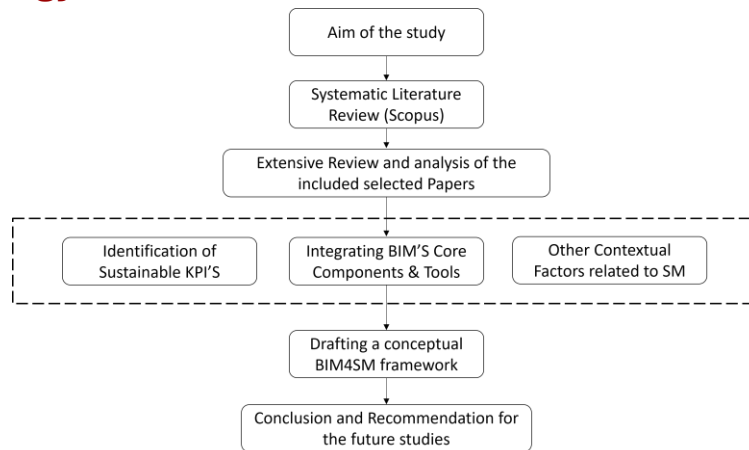 Aim of the study
Systematic Literature
Review (Scopus)
Extensive Review and analysis of the
included selected Papers
Identification of
Sustainable KPI'S
Integrating BIM'S Core
Components & Tools
Other Contextual
Factors related to SM
Drafting a conceptual
BIM4SM framework
Conclusion and Recommendation for
the future studies